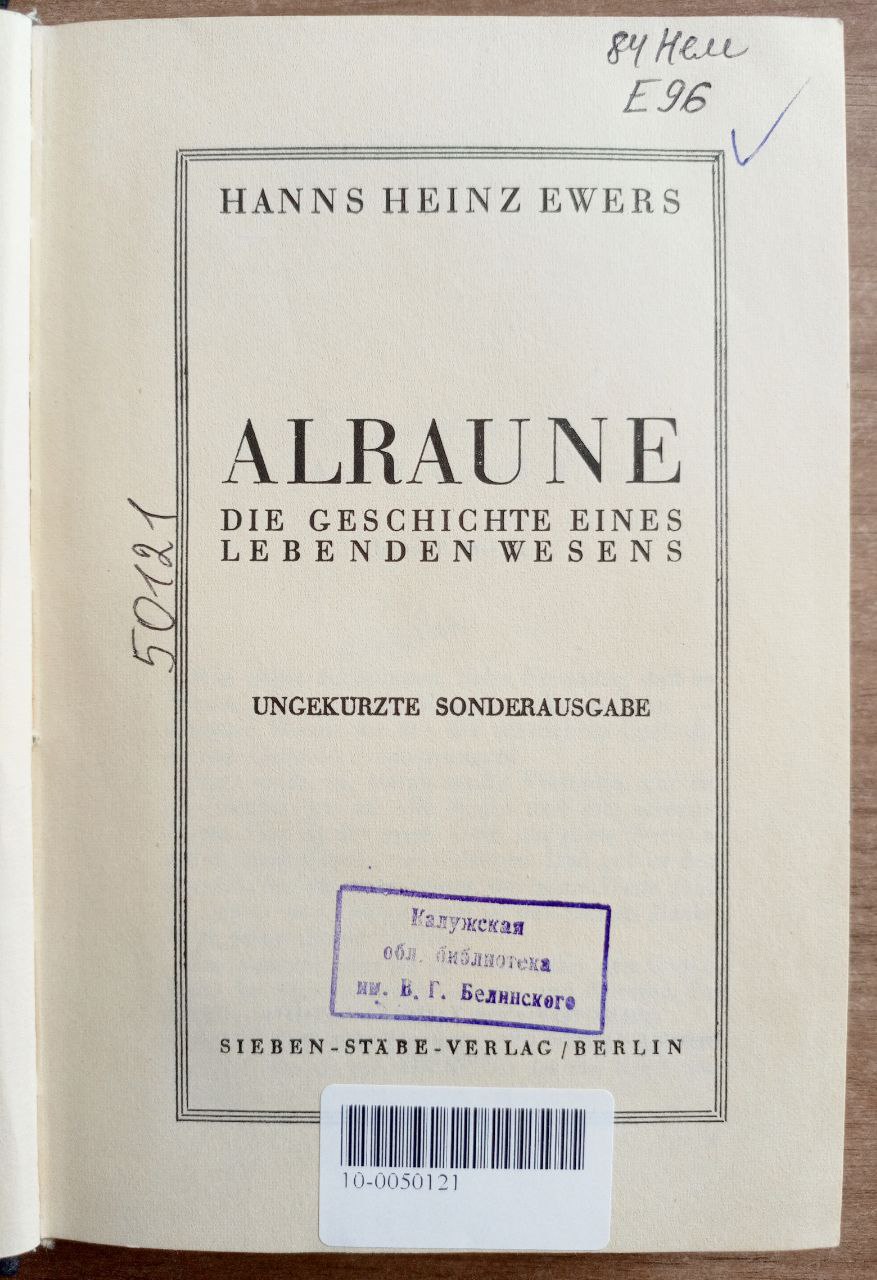 84 Нем
Е96
HANNS HEINZ EWERS
ALRAUNE
DIE GESCHICHTE EINES
LEBENDEN WESENS
50121
UNGEKÜRZTE SONDERAUSGABE
Калужская
обл. библиотека
им. В. Г. Белинского
SIEBEN-STÄBE-VERLAG/BERLIN
10-0050121